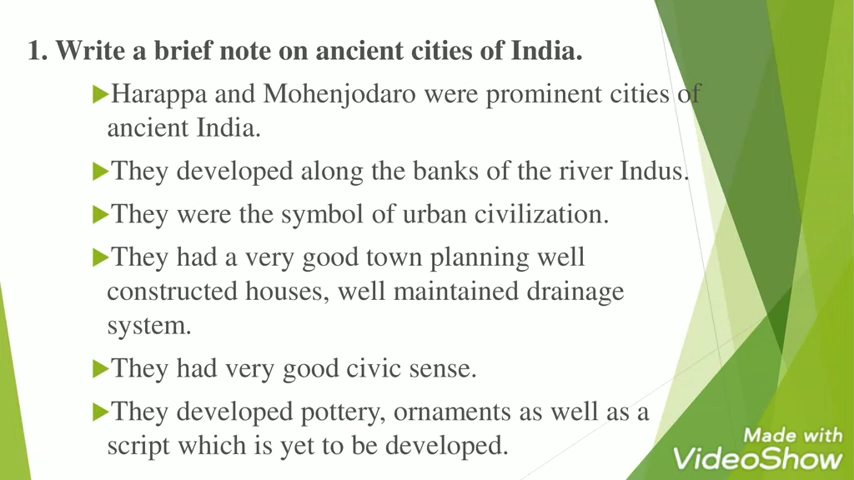 1. Write a brief note on ancient cities of India.
Harappa and Mohenjodaro were prominent cities of
ancient India.
They developed along the banks of the river Indus.
They were the symbol of urban civilization.
They had a very good town planning well
constructed houses, well maintained drainage
system.
They had very good civic sense.
They developed pottery, ornaments as well as a
script which is yet to be developed.
Made with
VideoShow